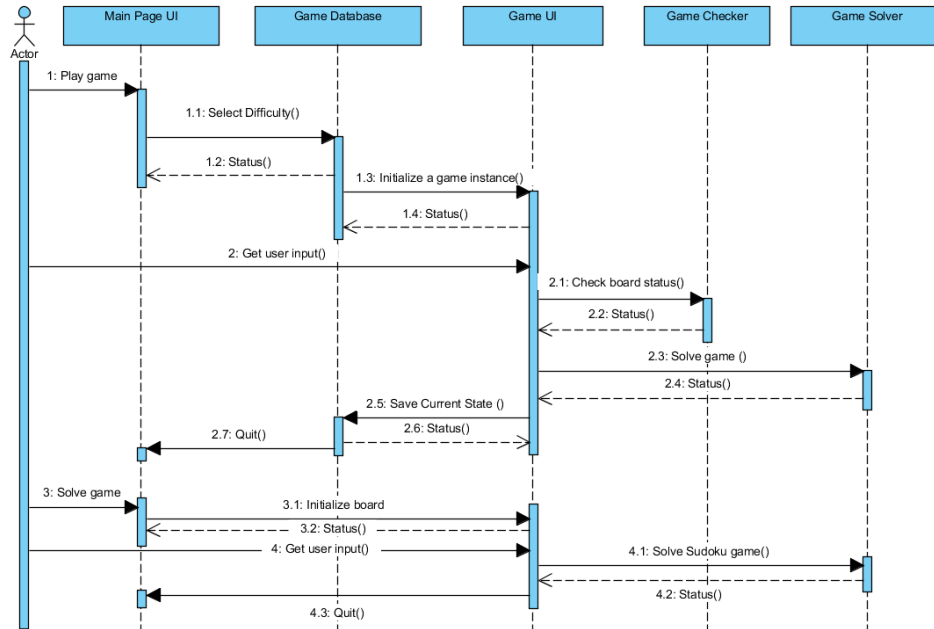 Main Page UI
Game Database
Game UI
Game Checker
Game Solver
Actor
1: Play game
1.1: Select Difficulty()
1.2: Status()
1.3: Initialize a game instance()
1.4: Status()
2: Get user input()
2.1: Check board status()
2.2: Status()
2.3: Solve game ()
2.4: Status()
2.5: Save Current State ()
2.6: Status()
2.7: Quit()
3: Solve game
3.1: Initialize board
3.2: Status()
4: Get user input()
4.1: Solve Sudoku game()
4.2: Status()
4.3: Quit()